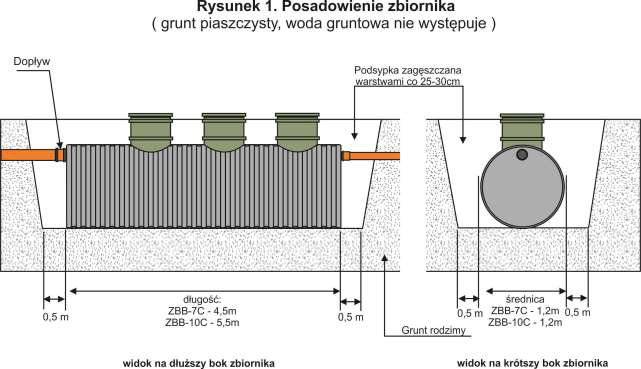 Rysunek 1. Posadowienie zbiornika
( grunt piaszczysty, woda gruntowa nie występuje )
Dopływ
Podsypka zagęszczana
warstwami co 25-30cm
0,5 m
długość:
ZBB-7C - 4,5m
ZBB-10C - 5,5m
0,5 m
Grunt rodzimy
0,5 m
średnica
ZBB-7C - 1,2m
ZBB-10C - 1,2m
0,5 m
widok na dłuższy bok zbiornika
widok na krótszy bok zbiornika